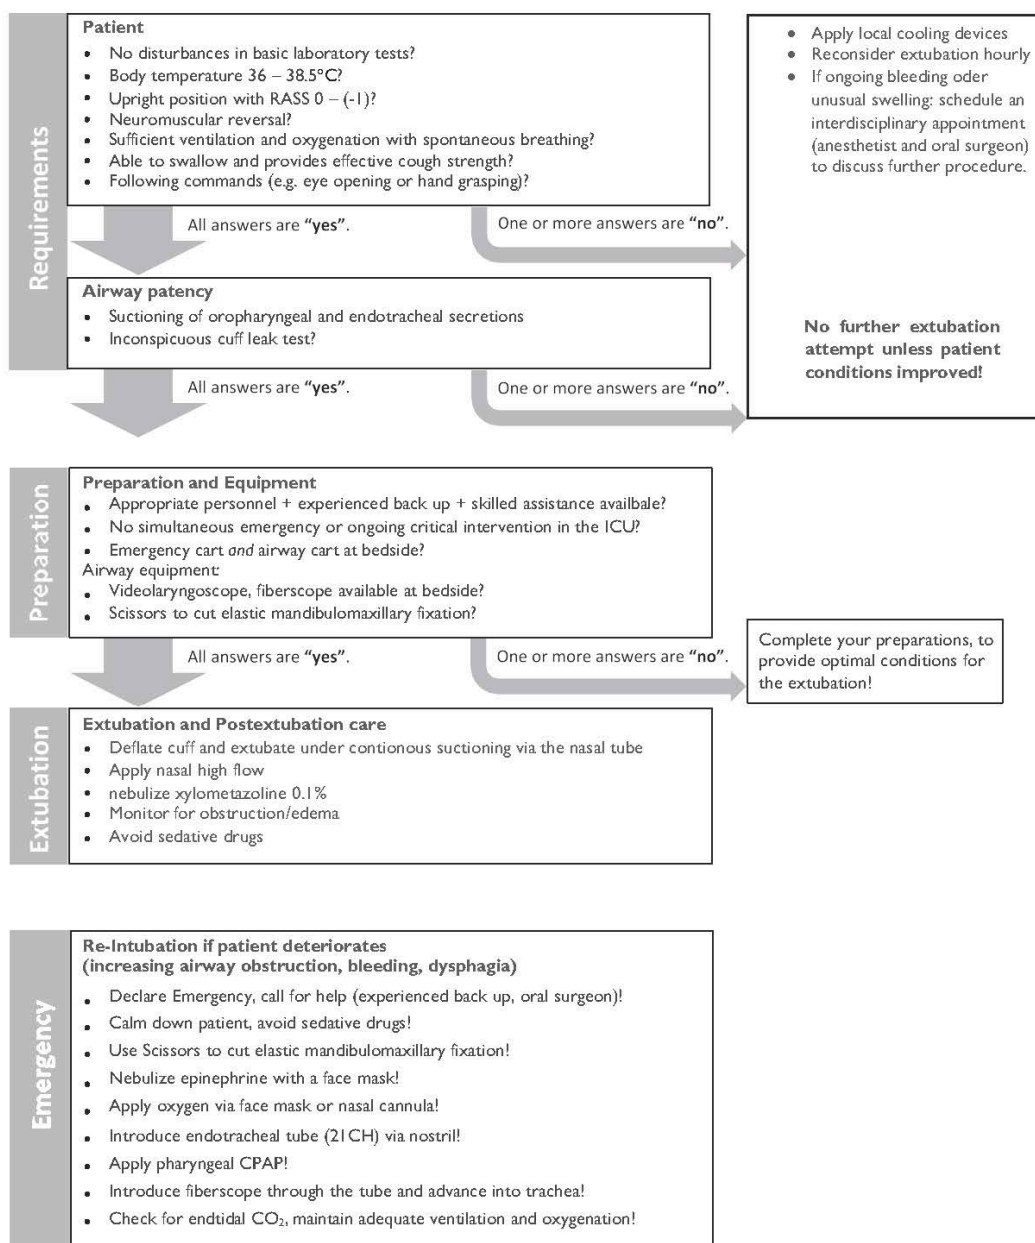 Requirements
Patient
• No disturbances in basic laboratory tests?
• Body temperature 36 – 38.5°C?
• Upright position with RASS 0 – (-1)?
• Neuromuscular reversal?
• Sufficient ventilation and oxygenation with spontaneous breathing?
• Able to swallow and provides effective cough strength?
• Following commands (e.g. eye opening or hand grasping)?
All answers are “yes”.
One or more answers are “no”.
• Apply local cooling devices
• Reconsider extubation hourly
• If ongoing bleeding oder
unusual swelling: schedule an
interdisciplinary appointment
(anesthetist and oral surgeon)
to discuss further procedure.
No further extubation
attempt unless patient
conditions improved!
Airway patency
• Suctioning of oropharyngeal and endotracheal secretions
• Inconspicuous cuff leak test?
All answers are “yes”.
One or more answers are “no”.
Preparation
Preparation and Equipment
• Appropriate personnel + experienced back up + skilled assistance availbale?
• No simultaneous emergency or ongoing critical intervention in the ICU?
• Emergency cart and airway cart at bedside?
Airway equipment:
• Videolaryngoscope, fiberscope available at bedside?
• Scissors to cut elastic mandibulomaxillary fixation?
All answers are “yes”.
One or more answers are “no”.
Complete your preparations, to
provide optimal conditions for
the extubation!
Extubation
Extubation and Postextubation care
• Deflate cuff and extubate under contionous suctioning via the nasal tube
• Apply nasal high flow
• nebulize xylometazoline 0.1%
• Monitor for obstruction/edema
• Avoid sedative drugs
Emergency
Re-Intubation if patient deteriorates
(increasing airway obstruction, bleeding, dysphagia)
• Declare Emergency, call for help (experienced back up, oral surgeon)!
• Calm down patient, avoid sedative drugs!
• Use Scissors to cut elastic mandibulomaxillary fixation!
• Nebulize epinephrine with a face mask!
• Apply oxygen via face mask or nasal cannula!
• Introduce endotracheal tube (21CH) via nostril!
• Apply pharyngeal CPAP!
• Introduce fiberscope through the tube and advance into trachea!
• Check for endtidal CO₂, maintain adequate ventilation and oxygenation!